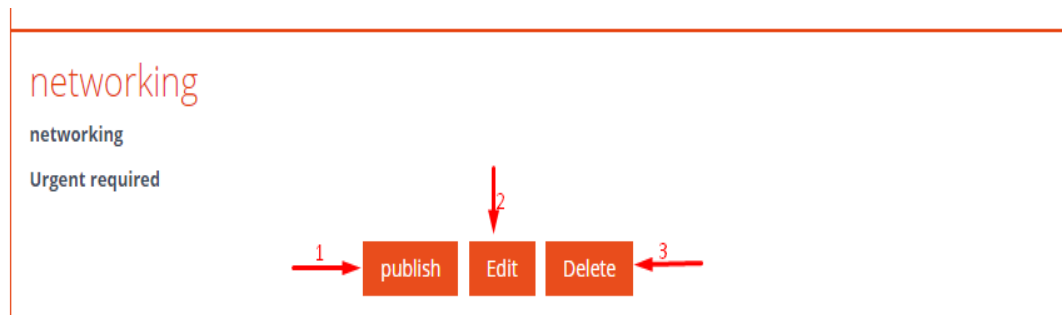 networking
networking
Urgent required
2
1
3
publish Edit Delete